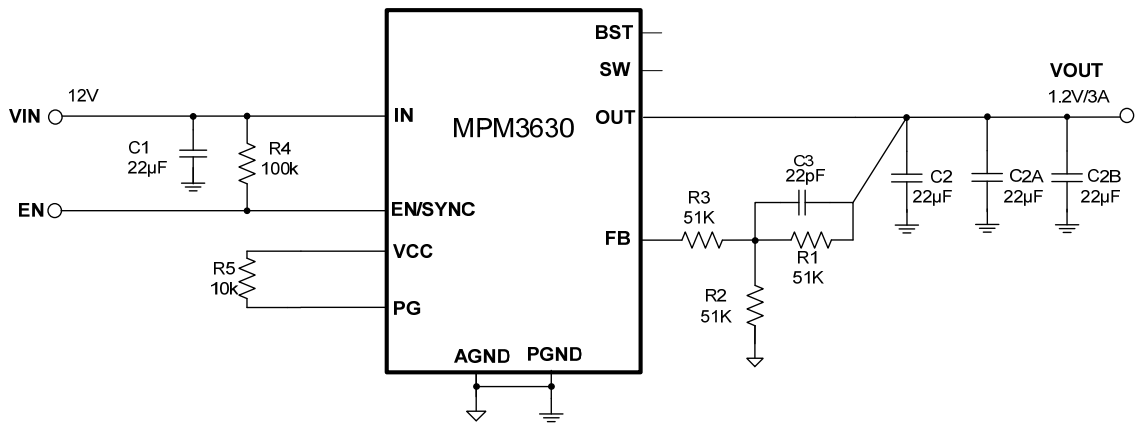 BST
SW
VOUT
12V
1.2V/3A
VIN
IN
OUT
MPM3630
C1
22µF
R4
100k
C3
22pF
C2
22µF
C2A
22µF
C2B
22µF
EN
EN/SYNC
R3
51K
FB
VCC
R1
51K
R5
10k
R2
51K
PG
AGND
PGND